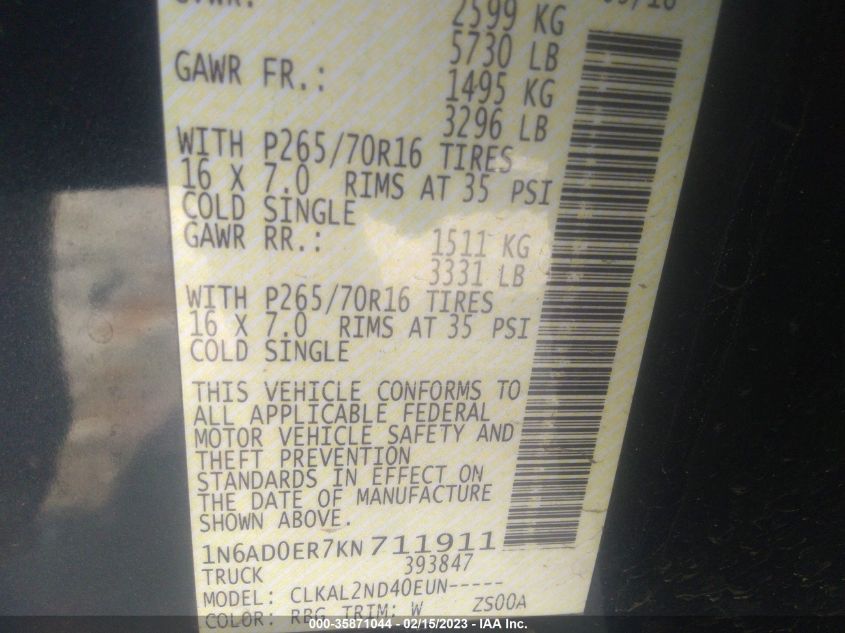 GVWR:
2599 KG
5730 LB
GAWR FR.:
1495 KG
3296 LB
WITH P265/70R16 TIRES
16 X 7.0 RIMS AT 35 PSI
COLD SINGLE
GAWR RR.:
1511 KG
3331 LB
WITH P265/70R16 TIRES
16 X 7.0 RIMS AT 35 PSI
COLD SINGLE
THIS VEHICLE CONFORMS TO
ALL APPLICABLE FEDERAL
MOTOR VEHICLE SAFETY AND
THEFT PREVENTION
STANDARDS IN EFFECT ON
THE DATE OF MANUFACTURE
SHOWN ABOVE.
1N6AD0ER7KN711911
TRUCK 393847
MODEL: CLKAL2ND40EUN-----
COLOR: RBG TRIM: W ZS00A
000-35871044 - 02/15/2023 - IAA Inc.